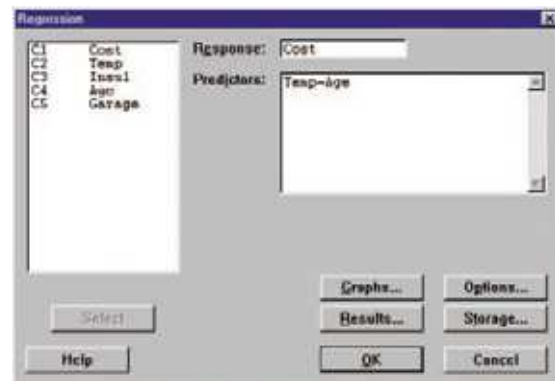 Regression
C1 Cost
C2 Temp
C3 Insul
C4 Age
C5 Garage
Response: Cost
Predictors: Temp-Age
Graphs... Options...
Select Results... Storage...
Help OK Cancel